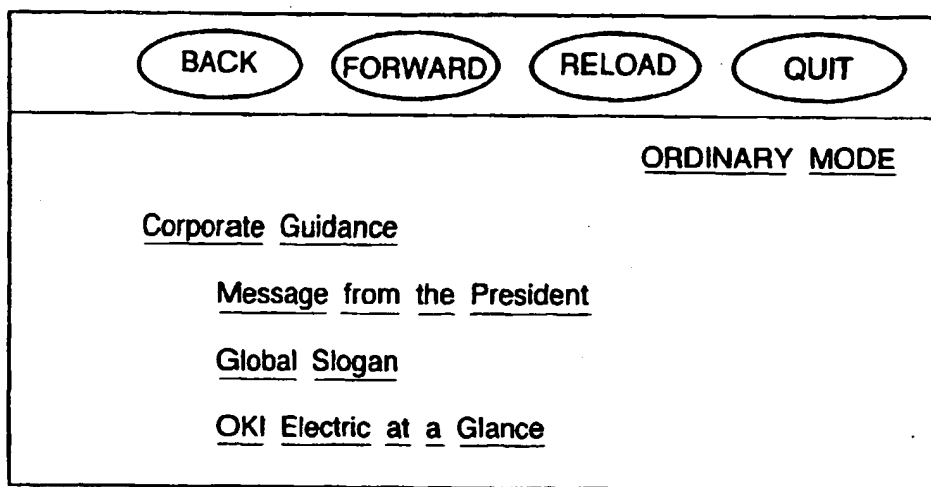 BACK FORWARD RELOAD QUIT
ORDINARY MODE
Corporate Guidance
Message from the President
Global Slogan
OKI Electric at a Glance